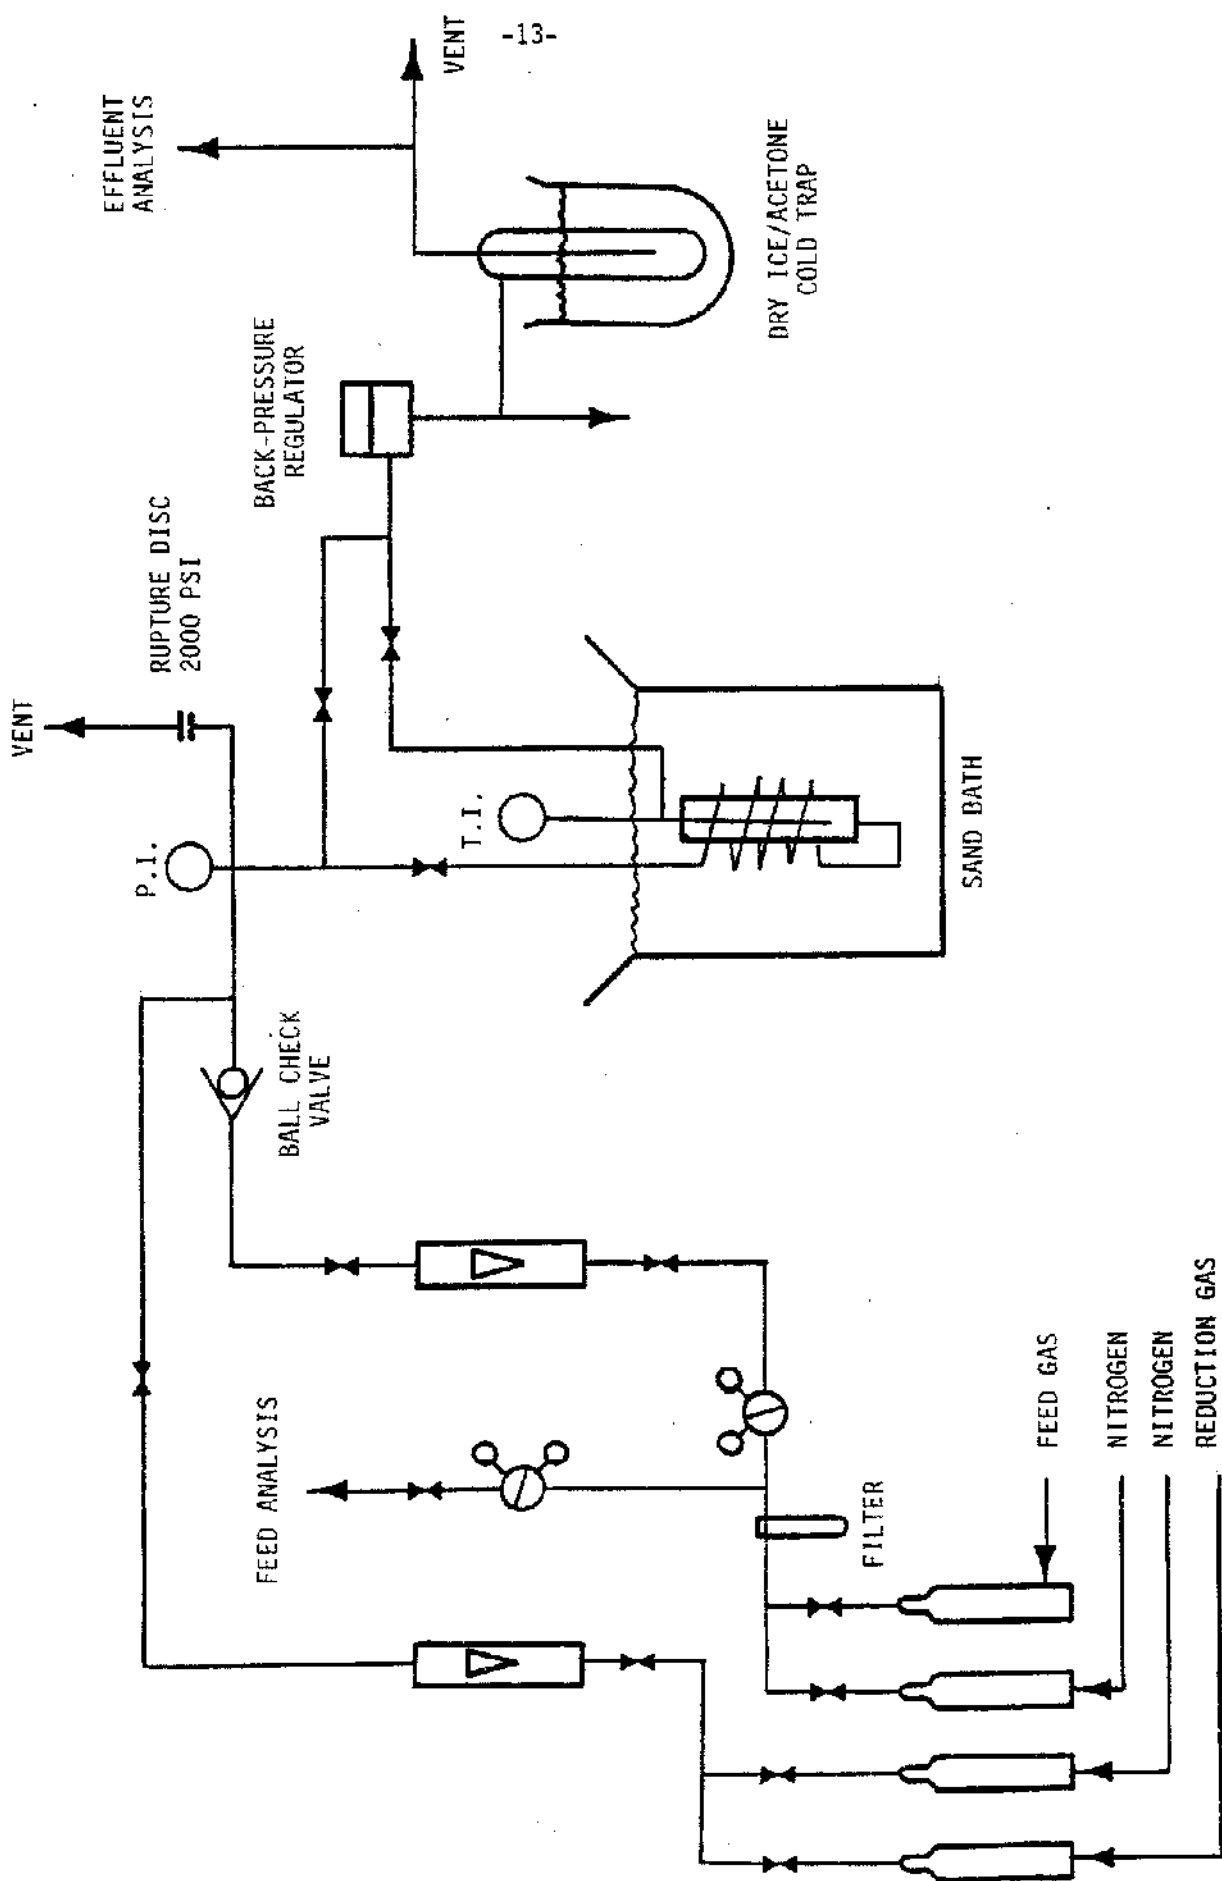 -13-
EFFLUENT
ANALYSIS
VENT
BACK-PRESSURE
REGULATOR
DRY ICE/ACETONE
COLD TRAP
RUPTURE DISC
2000 PSI
VENT
P.I.
T.I.
SAND BATH
BALL CHECK
VALVE
FEED ANALYSIS
FILTER
FEED GAS
NITROGEN
NITROGEN
REDUCTION GAS